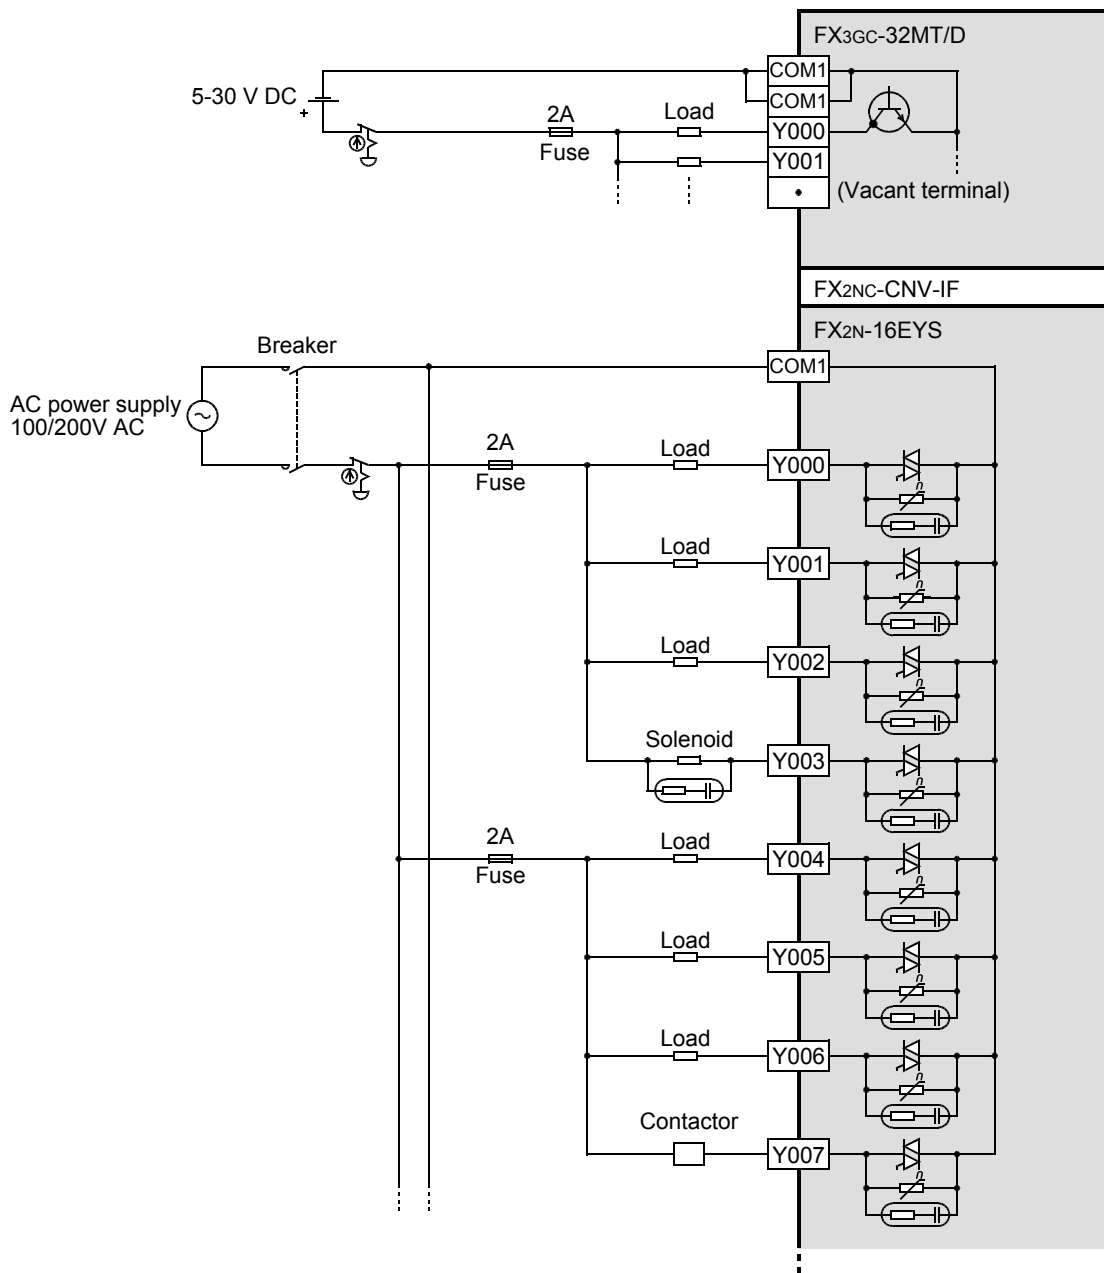 FX3GC-32MT/D
COM1
5-30 V DC
+
COM1
2A
Fuse
Load
Y000
Y001
(Vacant terminal)
FX2NC-CNV-IF
FX2N-16EYS
Breaker
COM1
AC power supply
100/200V AC
2A
Fuse
Load
Y000
n
Load
Y001
n
Load
Y002
n
Solenoid
Y003
n
2A
Fuse
Load
Y004
n
Load
Y005
n
Load
Y006
n
Contactor
Y007
n